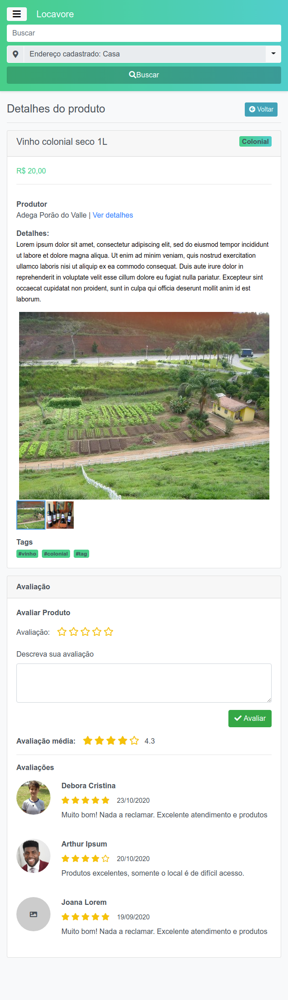 Locavore
Buscar
Endereço cadastrado: Casa
Buscar
Detalhes do produto
Voltar
Vinho colonial seco 1L
Colonial
R$ 20,00
Produtor
Adega Porão do Valle | Ver detalhes
Detalhes:
Lorem ipsum dolor sit amet, consectetur adipiscing elit, sed do eiusmod tempor incididunt
ut labore et dolore magna aliqua. Ut enim ad minim veniam, quis nostrud exercitation
ullamco laboris nisi ut aliquip ex ea commodo consequat. Duis aute irure dolor in
reprehenderit in voluptate velit esse cillum dolore eu fugiat nulla pariatur. Excepteur sint
occaecat cupidatat non proident, sunt in culpa qui officia deserunt mollit anim id est
laborum.
Tags
#vinho #colonial #tag
Avaliação
Avaliar Produto
Avaliação:
Descreva sua avaliação
Avaliar
Avaliação média: 4.3
Avaliações
Debora Cristina
23/10/2020
Muito bom! Nada a reclamar. Excelente atendimento e produtos
Arthur Ipsum
20/10/2020
Produtos excelentes, somente o local é de difícil acesso.
Joana Lorem
19/09/2020
Muito bom! Nada a reclamar. Excelente atendimento e produtos